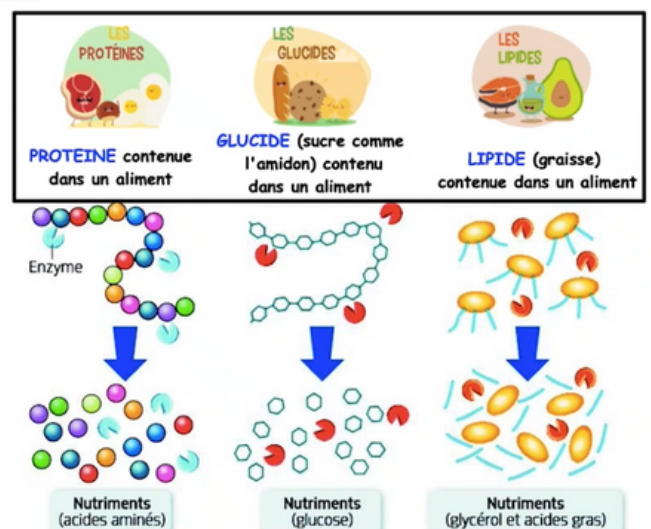 LES
PROTÉINES
LES
GLUCIDES
LES
LIPIDES
PROTEINE contenue
dans un aliment
GLUCIDE (sucre comme
l'amidon) contenu
dans un aliment
LIPIDE (graisse)
contenue dans un aliment
Enzyme
Nutriments
(acides aminés)
Nutriments
(glucose)
Nutriments
(glycérol et acides gras)